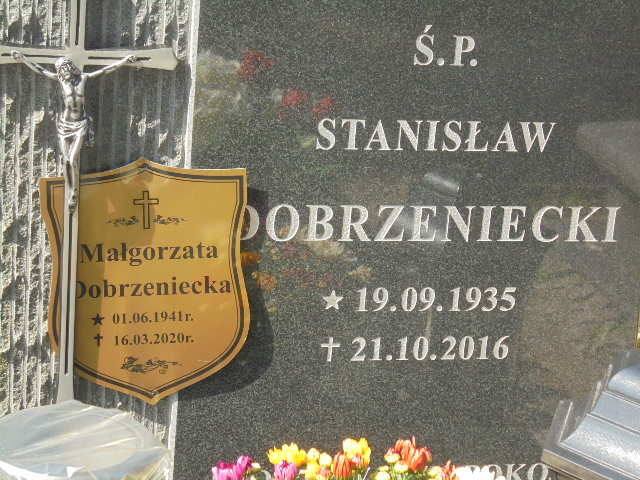 Ś.P.
STANISŁAW
DOBRZENIECKI
★ 19.09.1935
✝ 21.10.2016
Małgorzata
Dobrzeniecka
★ 01.06.1941r.
✝ 16.03.2020r.